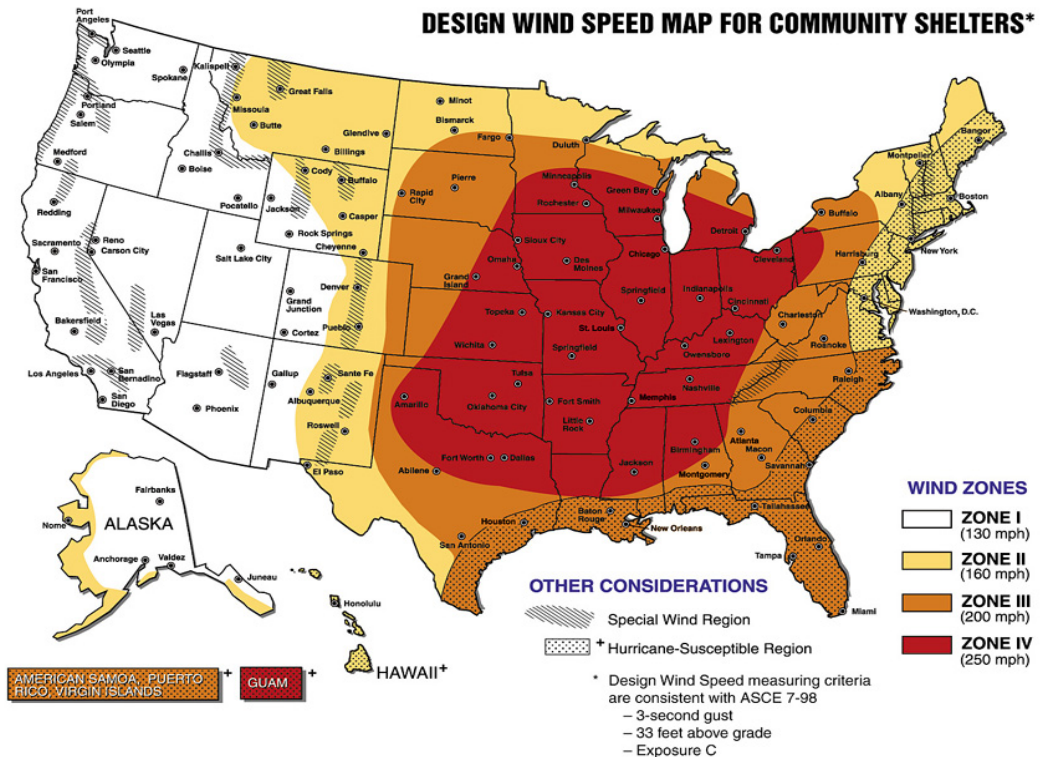 DESIGN WIND SPEED MAP FOR COMMUNITY SHELTERS*
Port
Angeles
Seattle
Olympia
Spokane
Kalispell
Great Falls
Missoula
Butte
Glendive
Billings
Minot
Bismarck
Fargo
Duluth
Portland
Salem
Medford
Challis
Boise
Pocatello
Jackson
Cody
Buffalo
Casper
Rock Springs
Cheyenne
Rapid
City
Pierre
Minneapolis
Rochester
Green Bay
Milwaukee
Detroit
Buffalo
Albany
Montpelier
Bangor
Boston
New York
Harrisburg
Washington, D.C.
Redding
Sacramento
San
Francisco
Reno
Carson City
Salt Lake City
Grand
Junction
Cortez
Denver
Pueblo
Grand
Island
Omaha
Sioux City
Des
Moines
Chicago
Springfield
Indianapolis
Cincinnati
Cleveland
Charleston
Roanoke
Raleigh
Bakersfield
Las
Vegas
Los Angeles
San
Bernadino
San
Diego
Flagstaff
Phoenix
Gallup
Sante Fe
Albuquerque
Roswell
El Paso
Topeka
Kansas City
St. Louis
Wichita
Springfield
Tulsa
Oklahoma City
Amarillo
Fort Smith
Little
Rock
Memphis
Nashville
Owensboro
Lexington
Columbia
Atlanta
Macon
Savannah
Birmingham
Montgomery
Jackson
Fort Worth
Dallas
Abilene
Houston
San Antonio
Baton
Rouge
New Orleans
Tallahassee
Orlando
Tampa
Miami
Fairbanks
Nome
ALASKA
Anchorage
Valdez
Juneau
Honolulu
HAWAII+
AMERICAN SAMOA, PUERTO
RICO, VIRGIN ISLANDS
+
GUAM
+
OTHER CONSIDERATIONS
Special Wind Region
+ Hurricane-Susceptible Region
* Design Wind Speed measuring criteria
are consistent with ASCE 7-98
– 3-second gust
– 33 feet above grade
– Exposure C
WIND ZONES
ZONE I
(130 mph)
ZONE II
(160 mph)
ZONE III
(200 mph)
ZONE IV
(250 mph)